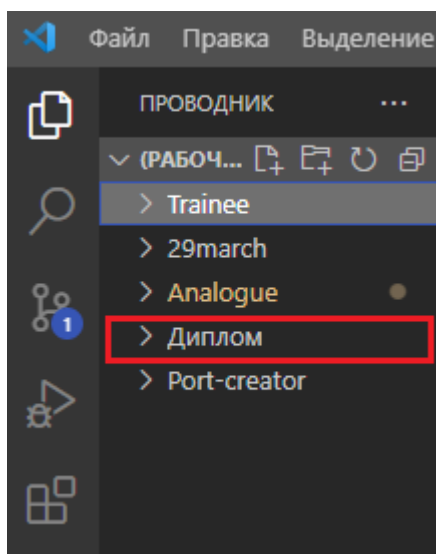 Файл Правка Выделение
ПРОВОДНИК ...
(РАБОЧ...
Trainee
29march
Analogue
1
Диплом
Port-creator